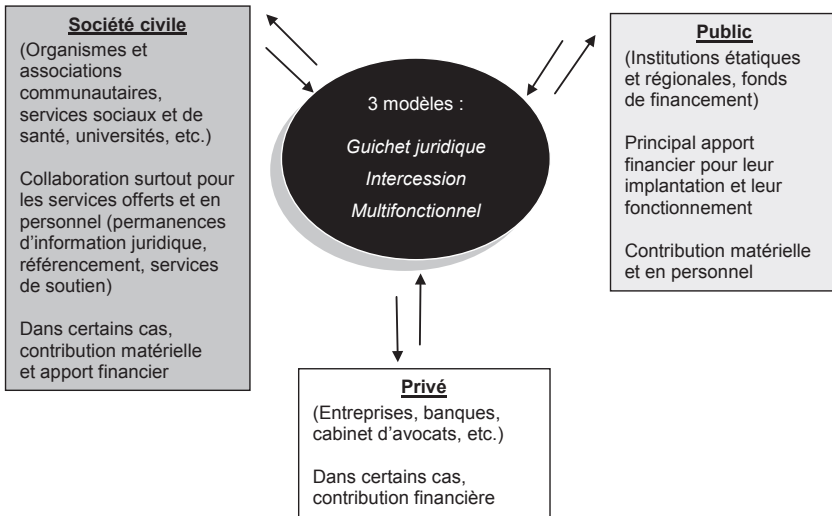 Société civile
(Organismes et
associations
communautaires,
services sociaux et de
santé, universités, etc.)
Collaboration surtout pour
les services offerts et en
personnel (permanences
d’information juridique,
référencement, services
de soutien)
Dans certains cas,
contribution matérielle
et apport financier
3 modèles :
Guichet juridique
Intercession
Multifonctionnel
Public
(Institutions étatiques
et régionales, fonds
de financement)
Principal apport
financier pour leur
implantation et leur
fonctionnement
Contribution matérielle
et en personnel
Privé
(Entreprises, banques,
cabinet d’avocats, etc.)
Dans certains cas,
contribution financière